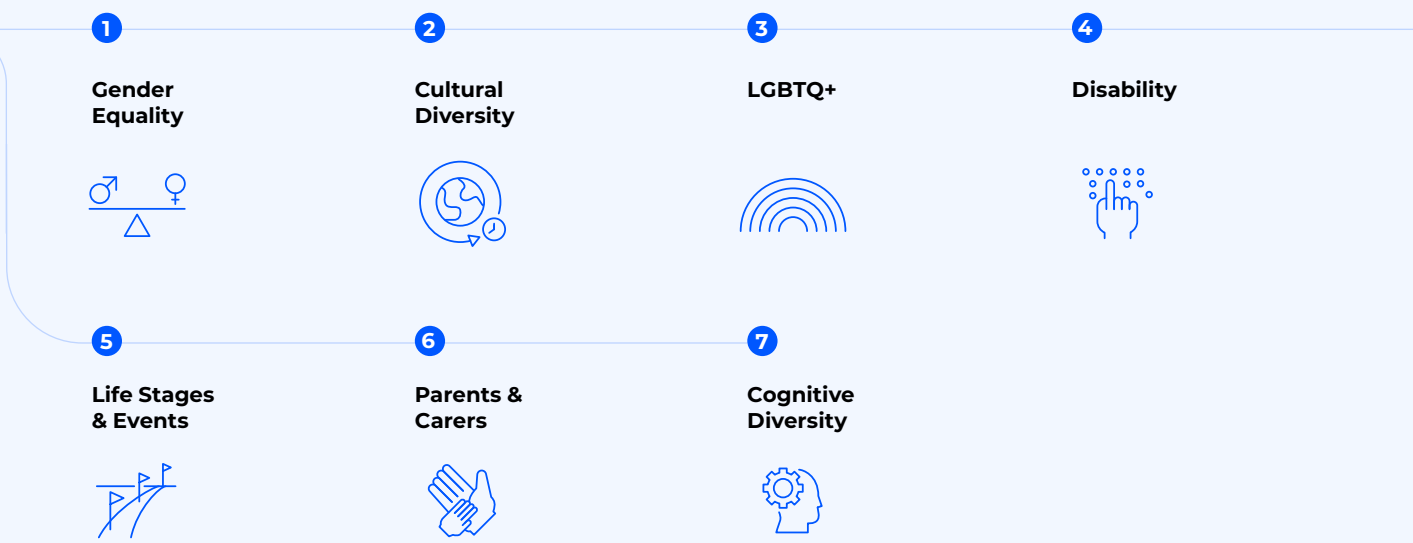 1
Gender
Equality
2
Cultural
Diversity
3
LGBTQ+
4
Disability
5
Life Stages
& Events
6
Parents &
Carers
7
Cognitive
Diversity